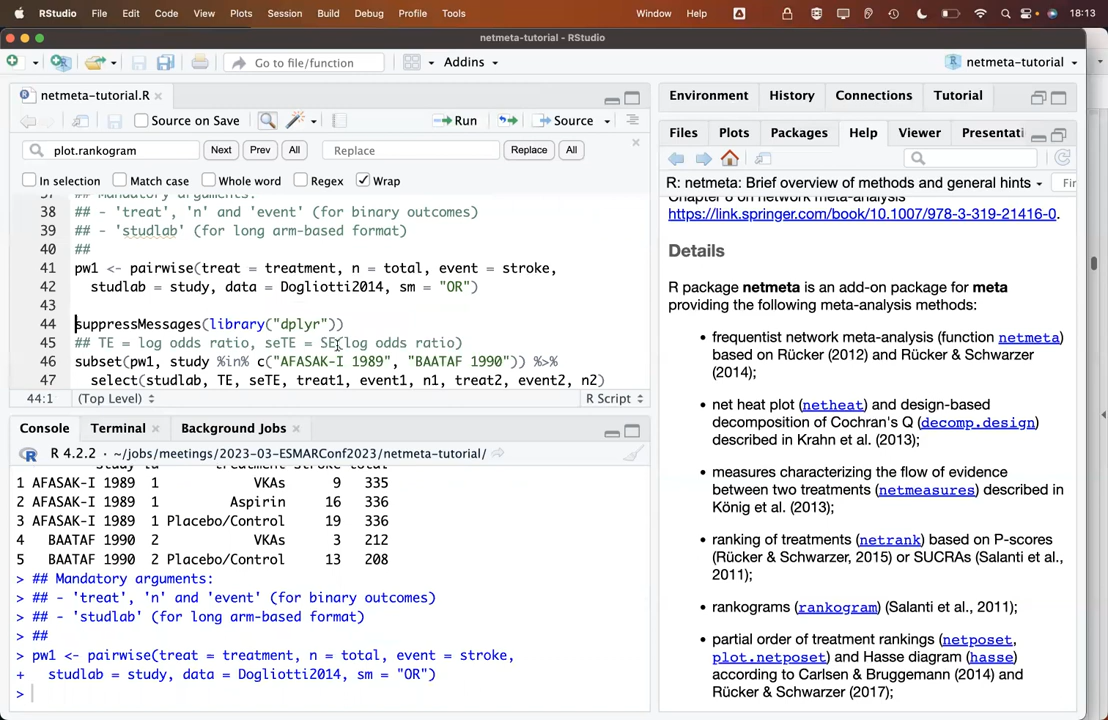 RStudio File Edit Code View Plots Session Build Debug Profile Tools Window Help 18:13
netmeta-tutorial - RStudio
Go to file/function Addins netmeta-tutorial
netmeta-tutorial.R
Source on Save Run Source
plot.rankogram Next Prev All Replace Replace All
In selection Match case Whole word Regex Wrap
37 ## Mandatory arguments:
38 ## - 'treat', 'n' and 'event' (for binary outcomes)
39 ## - 'studlab' (for long arm-based format)
40 ##
41 pw1 <- pairwise(treat = treatment, n = total, event = stroke,
42 studlab = study, data = Dogliotti2014, sm = "OR")
43
44 suppressMessages(library("dplyr"))
45 ## TE = log odds ratio, seTE = SE(log odds ratio)
46 subset(pw1, study %in% c("AFASAK-I 1989", "BAATAF 1990")) %>%
47 select(studlab, TE, seTE, treat1, event1, n1, treat2, event2, n2)
44:1 (Top Level) R Script
Console Terminal Background Jobs
R 4.2.2 · ~/jobs/meetings/2023-03-ESMARConf2023/netmeta-tutorial/
study id treatment stroke total
1 AFASAK-I 1989 1 VKAs 9 335
2 AFASAK-I 1989 1 Aspirin 16 336
3 AFASAK-I 1989 1 Placebo/Control 19 336
4 BAATAF 1990 2 VKAs 3 212
5 BAATAF 1990 2 Placebo/Control 13 208
> ## Mandatory arguments:
> ## - 'treat', 'n' and 'event' (for binary outcomes)
> ## - 'studlab' (for long arm-based format)
> ##
> pw1 <- pairwise(treat = treatment, n = total, event = stroke,
+ studlab = study, data = Dogliotti2014, sm = "OR")
>
Environment History Connections Tutorial
Files Plots Packages Help Viewer Presentati
R: netmeta: Brief overview of methods and general hints Fir
Chapter 8 on network meta-analysis
https://link.springer.com/book/10.1007/978-3-319-21416-0.
Details
R package netmeta is an add-on package for meta
providing the following meta-analysis methods:
• frequentist network meta-analysis (function netmeta)
based on Rücker (2012) and Rücker & Schwarzer
(2014);
• net heat plot (netheat) and design-based
decomposition of Cochran's Q (decomp.design)
described in Krahn et al. (2013);
• measures characterizing the flow of evidence
between two treatments (netmeasures) described in
König et al. (2013);
• ranking of treatments (netrank) based on P-scores
(Rücker & Schwarzer, 2015) or SUCRAs (Salanti et al.,
2011);
• rankograms (rankogram) (Salanti et al., 2011);
• partial order of treatment rankings (netposet,
plot.netposet) and Hasse diagram (hasse)
according to Carlsen & Bruggemann (2014) and
Rücker & Schwarzer (2017);